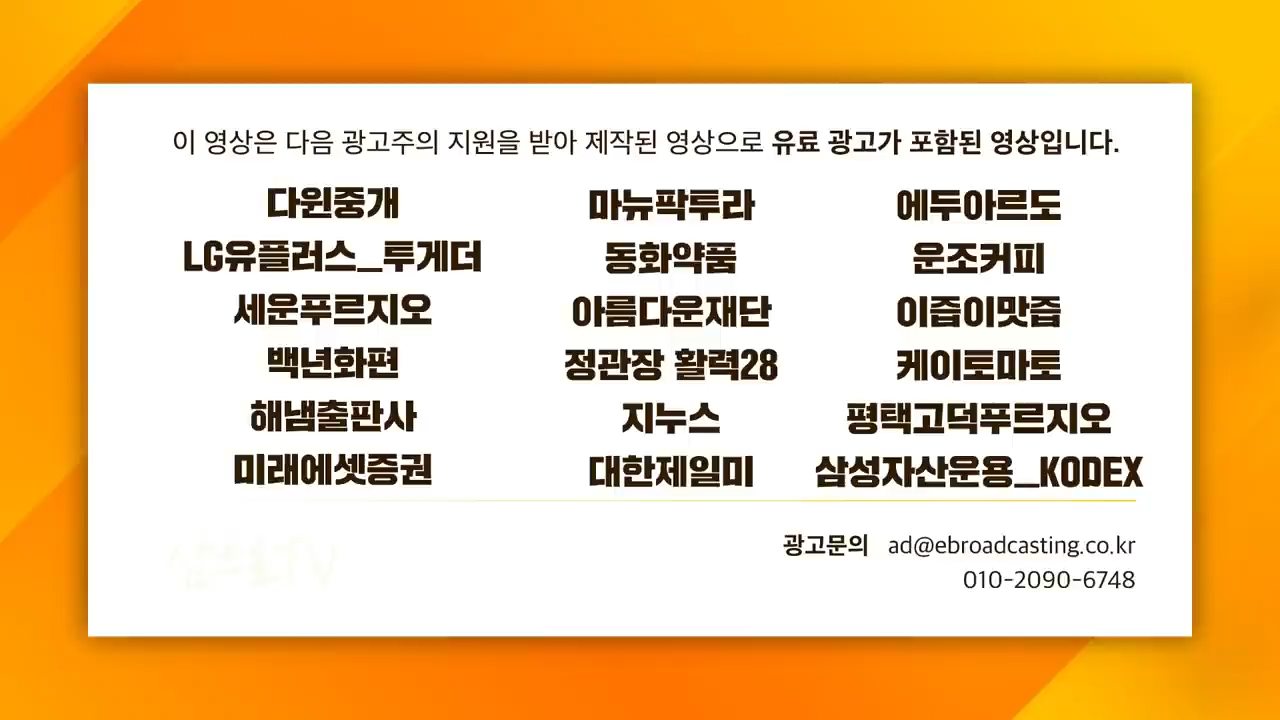 이 영상은 다음 광고주의 지원을 받아 제작된 영상으로 유료 광고가 포함된 영상입니다.
다윈중개 마뉴팍투라 에두아르도
LG유플러스_투게더 동화약품 운조커피
세운푸르지오 아름다운재단 이즙이맛즙
백년화편 정관장 활력28 케이토마토
해냄출판사 지누스 평택고덕푸르지오
미래에셋증권 대한제일미 삼성자산운용_KODEX
광고문의 ad@ebroadcasting.co.kr
010-2090-6748